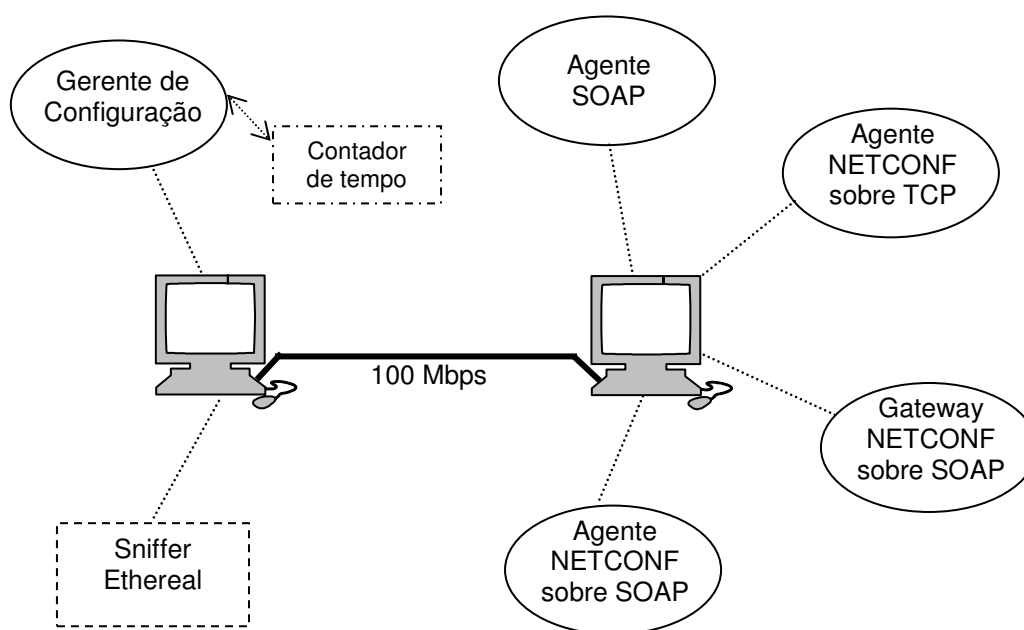 Gerente de
Configuração
Contador
de tempo
Agente
SOAP
Agente
NETCONF
sobre TCP
100 Mbps
Gateway
NETCONF
sobre SOAP
Sniffer
Ethereal
Agente
NETCONF
sobre SOAP